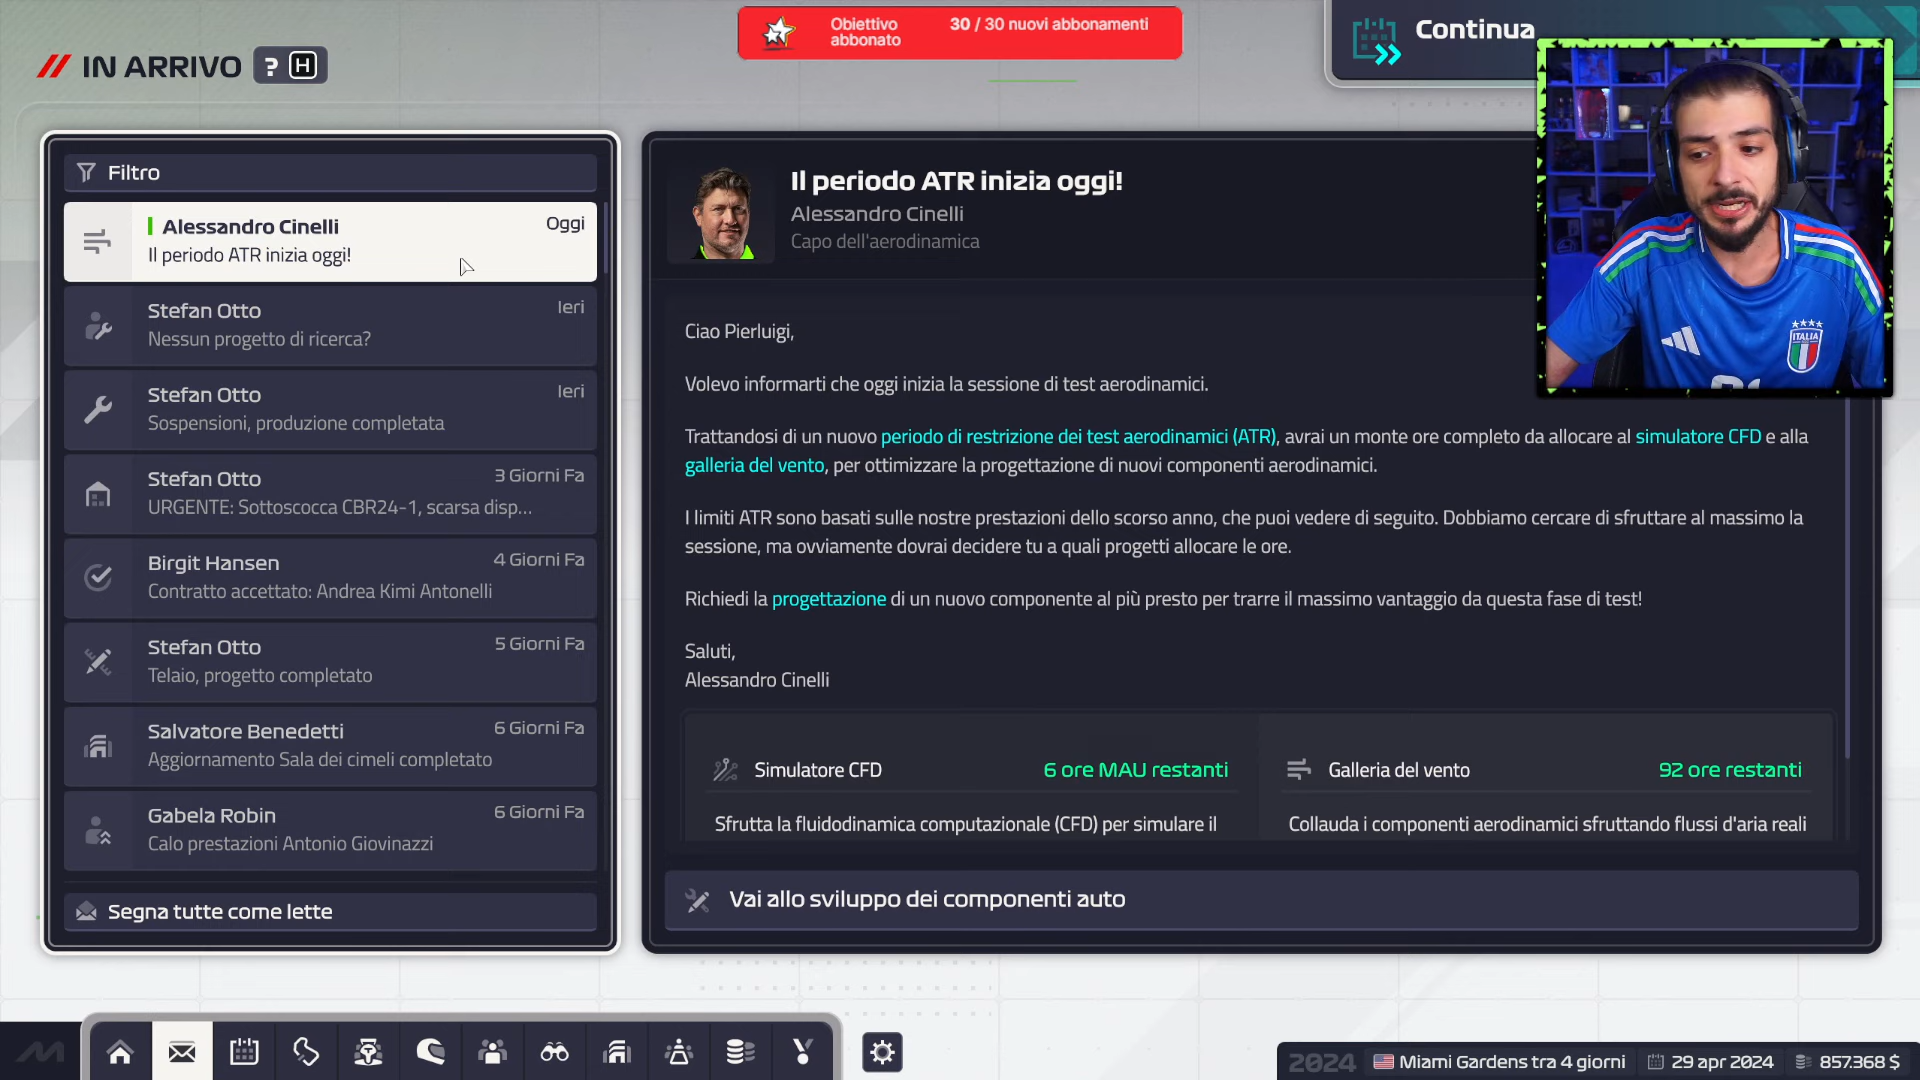 Obiettivo abbonato
30 / 30 nuovi abbonamenti
Continua
// IN ARRIVO ? H
Filtro
Alessandro Cinelli Oggi
Il periodo ATR inizia oggi!
Stefan Otto Ieri
Nessun progetto di ricerca?
Stefan Otto Ieri
Sospensioni, produzione completata
Stefan Otto 3 Giorni Fa
URGENTE: Sottoscocca CBR24-1, scarsa disp...
Birgit Hansen 4 Giorni Fa
Contratto accettato: Andrea Kimi Antonelli
Stefan Otto 5 Giorni Fa
Telaio, progetto completato
Salvatore Benedetti 6 Giorni Fa
Aggiornamento Sala dei cimeli completato
Gabela Robin 6 Giorni Fa
Calo prestazioni Antonio Giovinazzi
Segna tutte come lette
Il periodo ATR inizia oggi!
Alessandro Cinelli
Capo dell'aerodinamica
Ciao Pierluigi,
Volevo informarti che oggi inizia la sessione di test aerodinamici.
Trattandosi di un nuovo periodo di restrizione dei test aerodinamici (ATR), avrai un monte ore completo da allocare al simulatore CFD e alla
galleria del vento, per ottimizzare la progettazione di nuovi componenti aerodinamici.
I limiti ATR sono basati sulle nostre prestazioni dello scorso anno, che puoi vedere di seguito. Dobbiamo cercare di sfruttare al massimo la
sessione, ma ovviamente dovrai decidere tu a quali progetti allocare le ore.
Richiedi la progettazione di un nuovo componente al più presto per trarre il massimo vantaggio da questa fase di test!
Saluti,
Alessandro Cinelli
Simulatore CFD 6 ore MAU restanti
Sfrutta la fluidodinamica computazionale (CFD) per simulare il
Galleria del vento 92 ore restanti
Collauda i componenti aerodinamici sfruttando flussi d'aria reali
Vai allo sviluppo dei componenti auto
ITALIA
2024 Miami Gardens tra 4 giorni 29 apr 2024 857.368 $